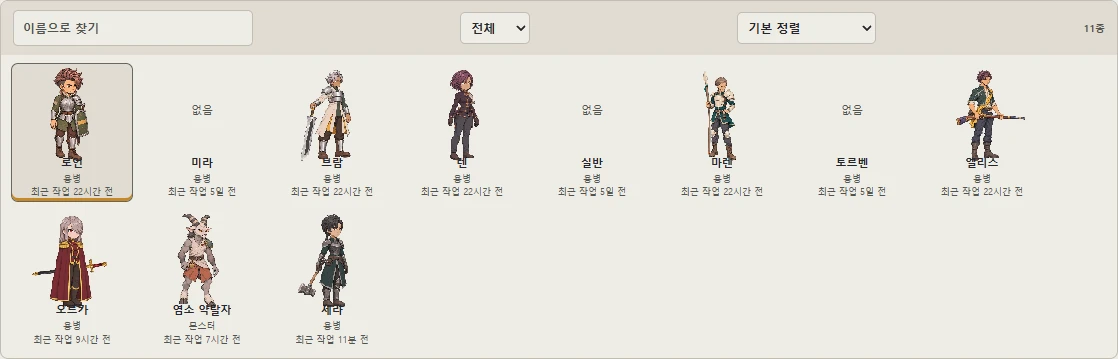 이름으로 찾기
전체
기본 정렬
11종
로언
미라
브람
텐
실반
마렌
토르벤
엘리스
없음
없음
없음
용병
용병
용병
용병
용병
용병
용병
용병
최근 작업 22시간 전
최근 작업 5일 전
최근 작업 22시간 전
최근 작업 22시간 전
최근 작업 5일 전
최근 작업 22시간 전
최근 작업 5일 전
최근 작업 22시간 전
오르카
염소 약탈자
세라
용병
몬스터
용병
최근 작업 9시간 전
최근 작업 7시간 전
최근 작업 11분 전